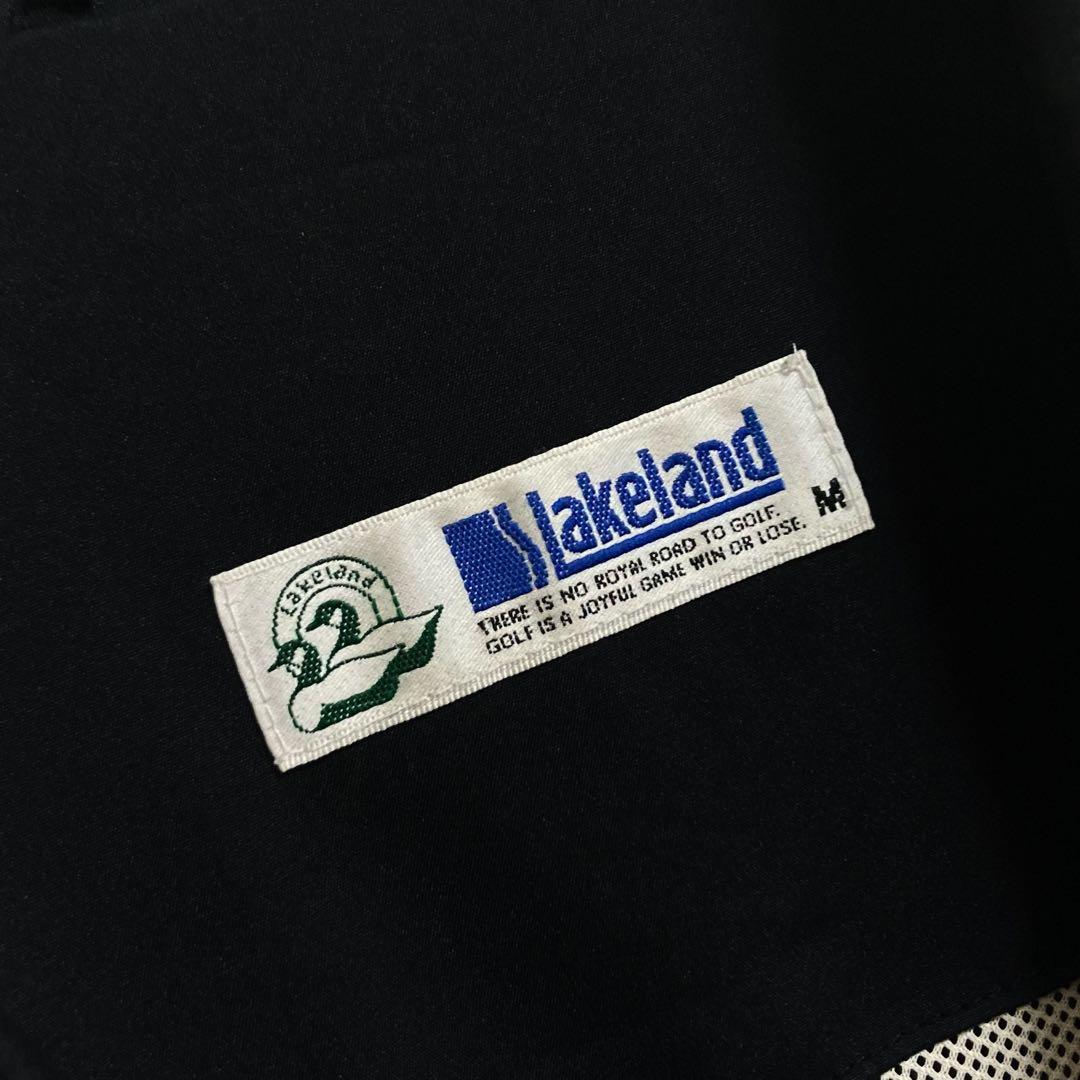 Lakeland
lakeland
THERE IS NO ROYAL ROAD TO GOLF.
GOLF IS A JOYFUL GAME WIN OR LOSE.
M